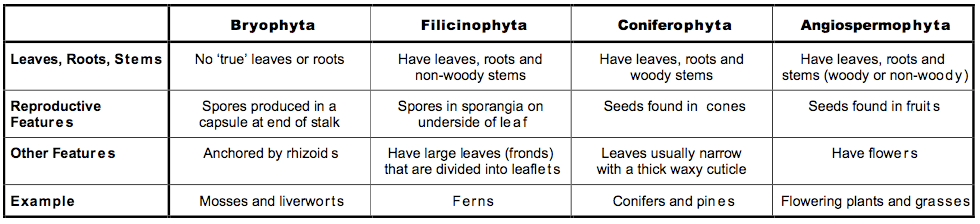 Bryophyta Filicinophyta Coniferophyta Angiospermophyta
Leaves, Roots, Stems No ‘true’ leaves or roots Have leaves, roots and Have leaves, roots and Have leaves, roots and
non-woody stems woody stems stems (woody or non-woody)
Reproductive Spores produced in a Spores in sporangia on Seeds found in cones Seeds found in fruits
Features capsule at end of stalk underside of leaf
Other Features Anchored by rhizoids Have large leaves (fronds) Leaves usually narrow Have flowers
that are divided into leaflets with a thick waxy cuticle
Example Mosses and liverworts Ferns Conifers and pines Flowering plants and grasses